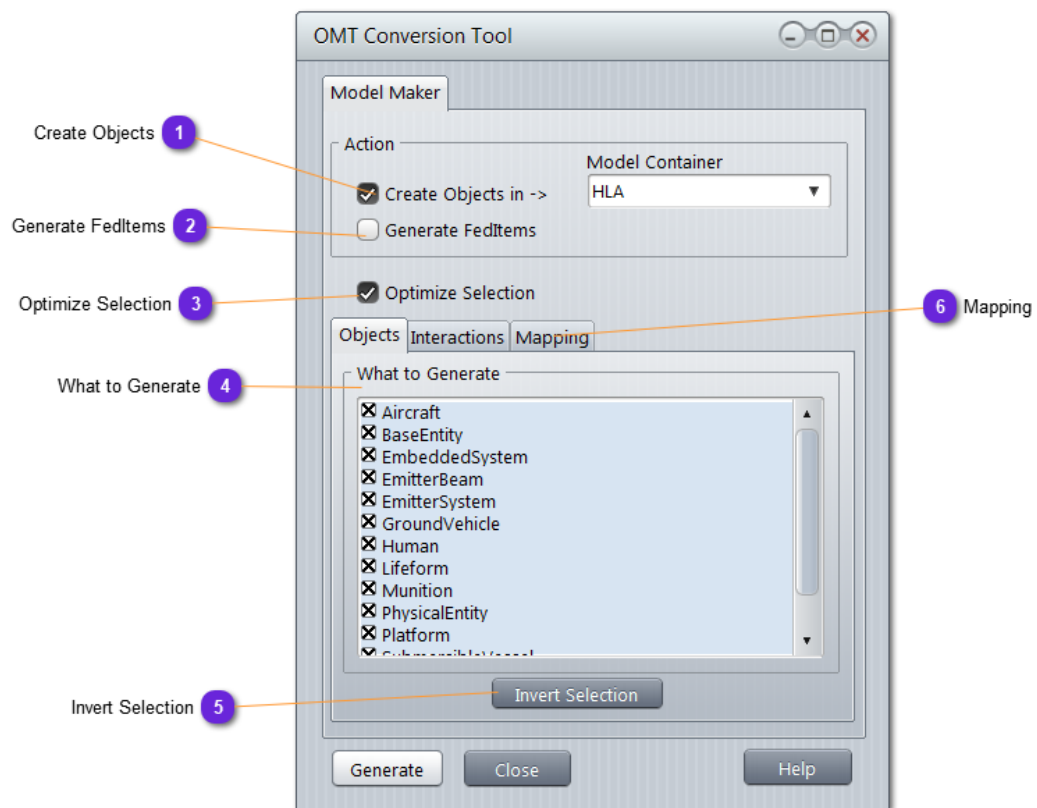 OMT Conversion Tool
Model Maker
Create Objects 1
Action
Model Container
Create Objects in ->
HLA
Generate FedItems 2
Generate FedItems
Optimize Selection 3
Optimize Selection
6 Mapping
Objects Interactions Mapping
What to Generate 4
What to Generate
Aircraft
BaseEntity
EmbeddedSystem
EmitterBeam
EmitterSystem
GroundVehicle
Human
Lifeform
Munition
PhysicalEntity
Platform
SubmersibleVessel
Invert Selection 5
Invert Selection
Generate
Close
Help